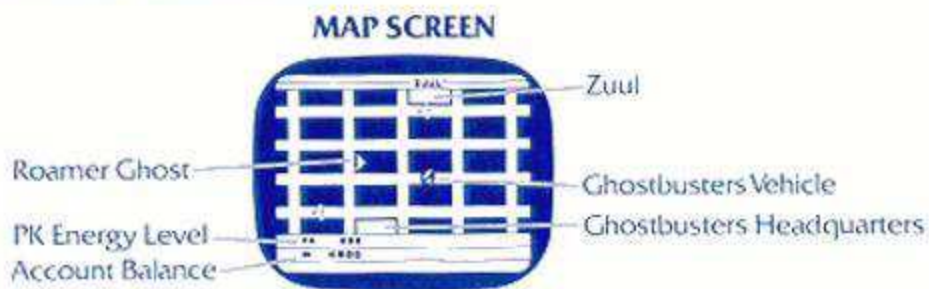 MAP SCREEN
Zuul
Roamer Ghost
Ghostbusters Vehicle
Ghostbusters Headquarters
PK Energy Level
Account Balance